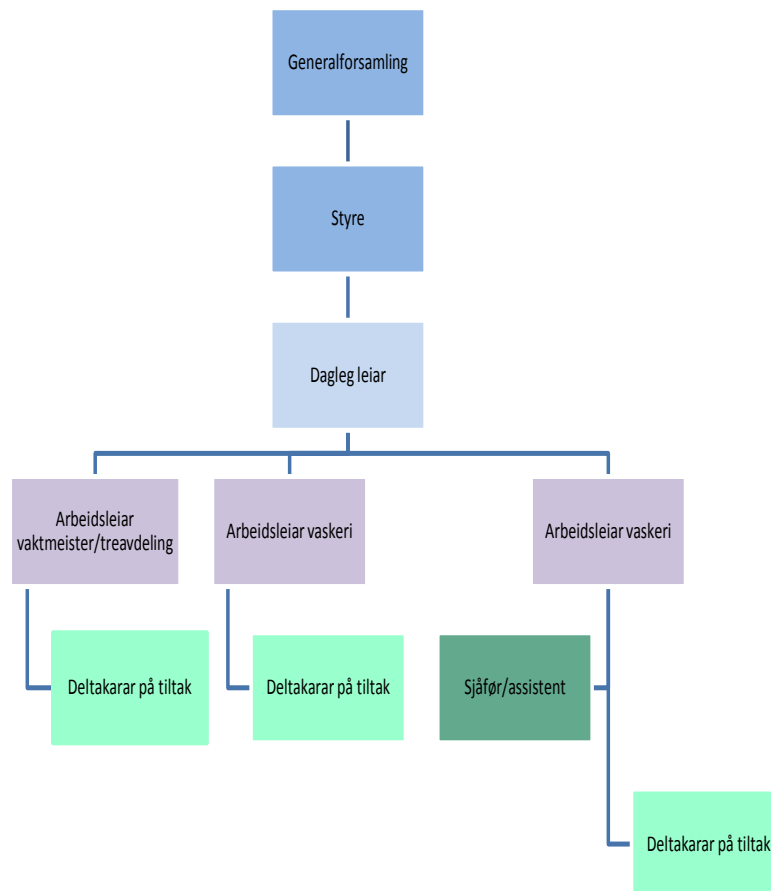 Generalforsamling
Styre
Dagleg leiar
Arbeidsleiar
vaktmeister/treavdeling
Arbeidsleiar vaskeri
Arbeidsleiar vaskeri
Deltakarar på tiltak
Deltakarar på tiltak
Sjåfør/assistent
Deltakarar på tiltak